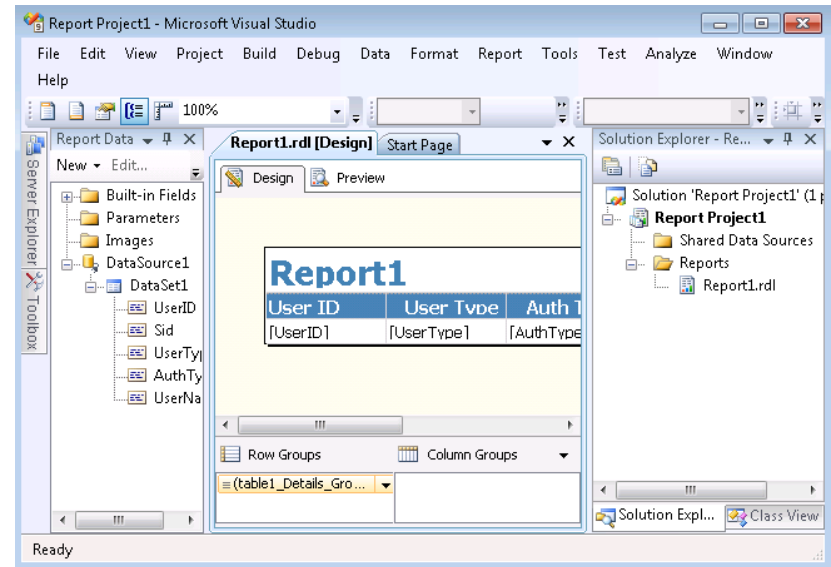 Report Project1 - Microsoft Visual Studio
File Edit View Project Build Debug Data Format Report Tools Test Analyze Window
Help
100%
Report Data
New Edit...
Built-in Fields
Parameters
Images
DataSource1
DataSet1
UserID
Sid
UserTy
AuthTy
UserNa
Server Explorer
Toolbox
Report1.rdl [Design] Start Page
Design Preview
Report1
User ID User Type Auth T
[UserID] [UserType] [AuthType
Row Groups Column Groups
(table1_Details_Gro...
Solution Explorer - Re...
Solution 'Report Project1' (1 p
Report Project1
Shared Data Sources
Reports
Report1.rdl
Solution Expl... Class View
Ready